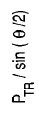 P_TR / sin ( θ /2)